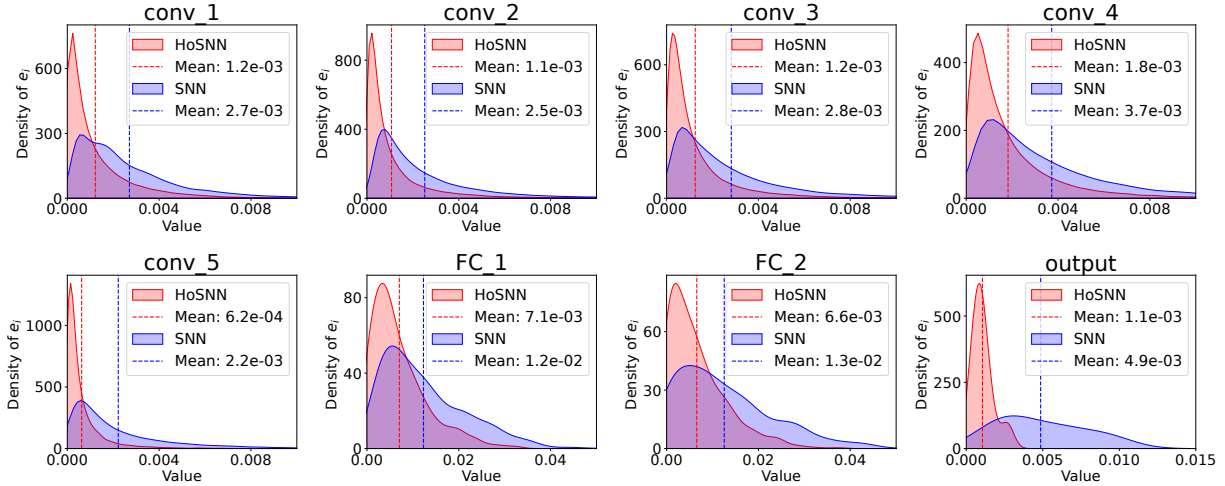 conv_1
Density of e_i
600
300
0
0.000
0.004
0.008
Value
HoSNN
Mean: 1.2e-03
SNN
Mean: 2.7e-03
conv_2
Density of e_i
800
400
0
0.000
0.004
0.008
Value
HoSNN
Mean: 1.1e-03
SNN
Mean: 2.5e-03
conv_3
Density of e_i
600
300
0
0.000
0.004
0.008
Value
HoSNN
Mean: 1.2e-03
SNN
Mean: 2.8e-03
conv_4
Density of e_i
400
200
0
0.000
0.004
0.008
Value
HoSNN
Mean: 1.8e-03
SNN
Mean: 3.7e-03
conv_5
Density of e_i
1000
500
0
0.000
0.004
0.008
Value
HoSNN
Mean: 6.2e-04
SNN
Mean: 2.2e-03
FC_1
Density of e_i
80
40
0
0.00
0.02
0.04
Value
HoSNN
Mean: 7.1e-03
SNN
Mean: 1.2e-02
FC_2
Density of e_i
60
30
0
0.00
0.02
0.04
Value
HoSNN
Mean: 6.6e-03
SNN
Mean: 1.3e-02
output
Density of e_i
500
250
0
0.000
0.005
0.010
0.015
Value
HoSNN
Mean: 1.1e-03
SNN
Mean: 4.9e-03